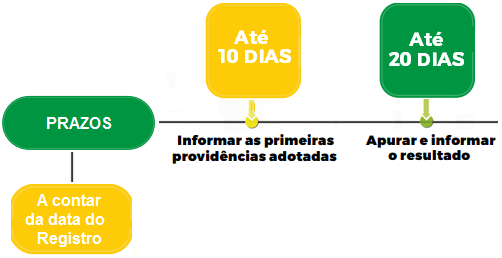 Até
10 DIAS
Até
20 DIAS
PRAZOS
Informar as primeiras
providências adotadas
Apurar e informar
o resultado
A contar
da data do
Registro